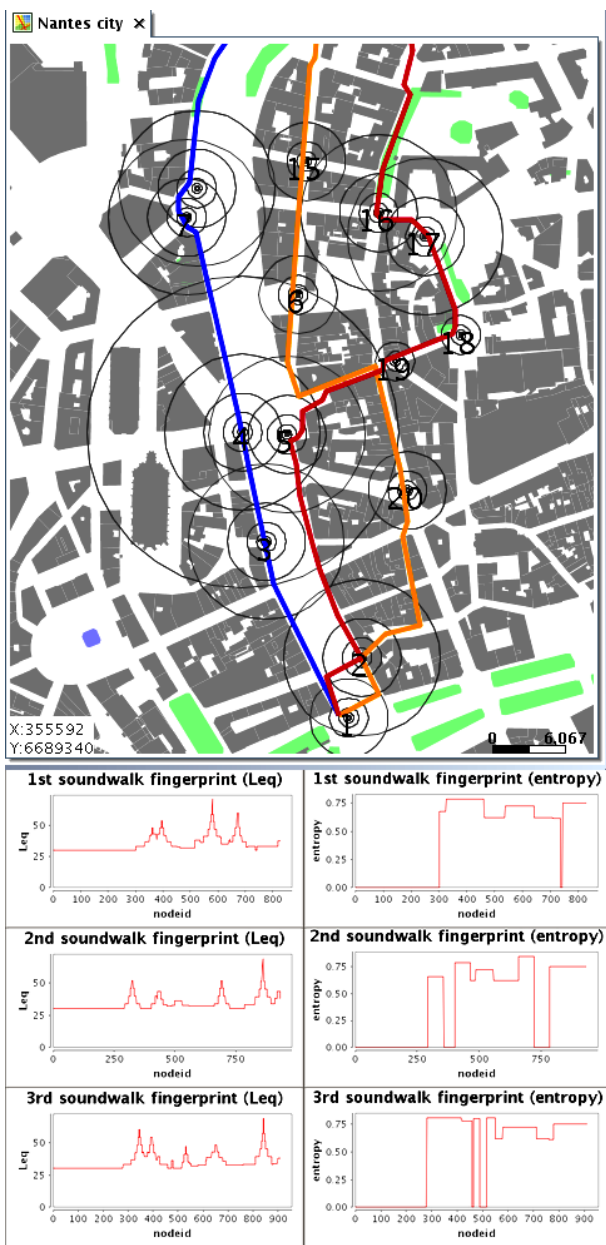 Nantes city ×
15
16
7
17
6
18
19
4 5
20
3
2
1
X:355592
Y:6689340
0 6,067
1st soundwalk fingerprint (Leq)
Leq
50
25
0
0 100 200 300 400 500 600 700 800
nodeid
1st soundwalk fingerprint (entropy)
entropy
0.75
0.50
0.25
0.00
0 100 200 300 400 500 600 700 800
nodeid
2nd soundwalk fingerprint (Leq)
Leq
50
25
0
0 250 500 750
nodeid
2nd soundwalk fingerprint (entropy)
entropy
0.75
0.50
0.25
0.00
0 250 500 750
nodeid
3rd soundwalk fingerprint (Leq)
Leq
50
25
0
0 100 200 300 400 500 600 700 800 900
nodeid
3rd soundwalk fingerprint (entropy)
entropy
0.75
0.50
0.25
0.00
0 100 200 300 400 500 600 700 800 900
nodeid